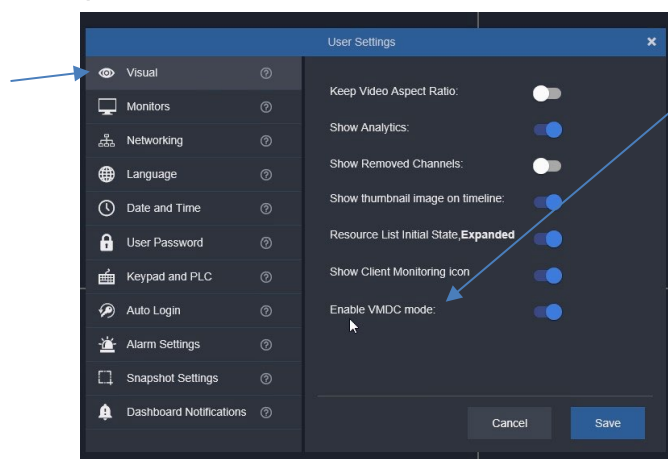 User Settings
Visual
Monitors
Networking
Language
Date and Time
User Password
Keypad and PLC
Auto Login
Alarm Settings
Snapshot Settings
Dashboard Notifications
Keep Video Aspect Ratio:
Show Analytics:
Show Removed Channels:
Show thumbnail image on timeline:
Resource List Initial State,Expanded
Show Client Monitoring icon
Enable VMDC mode:
Cancel
Save